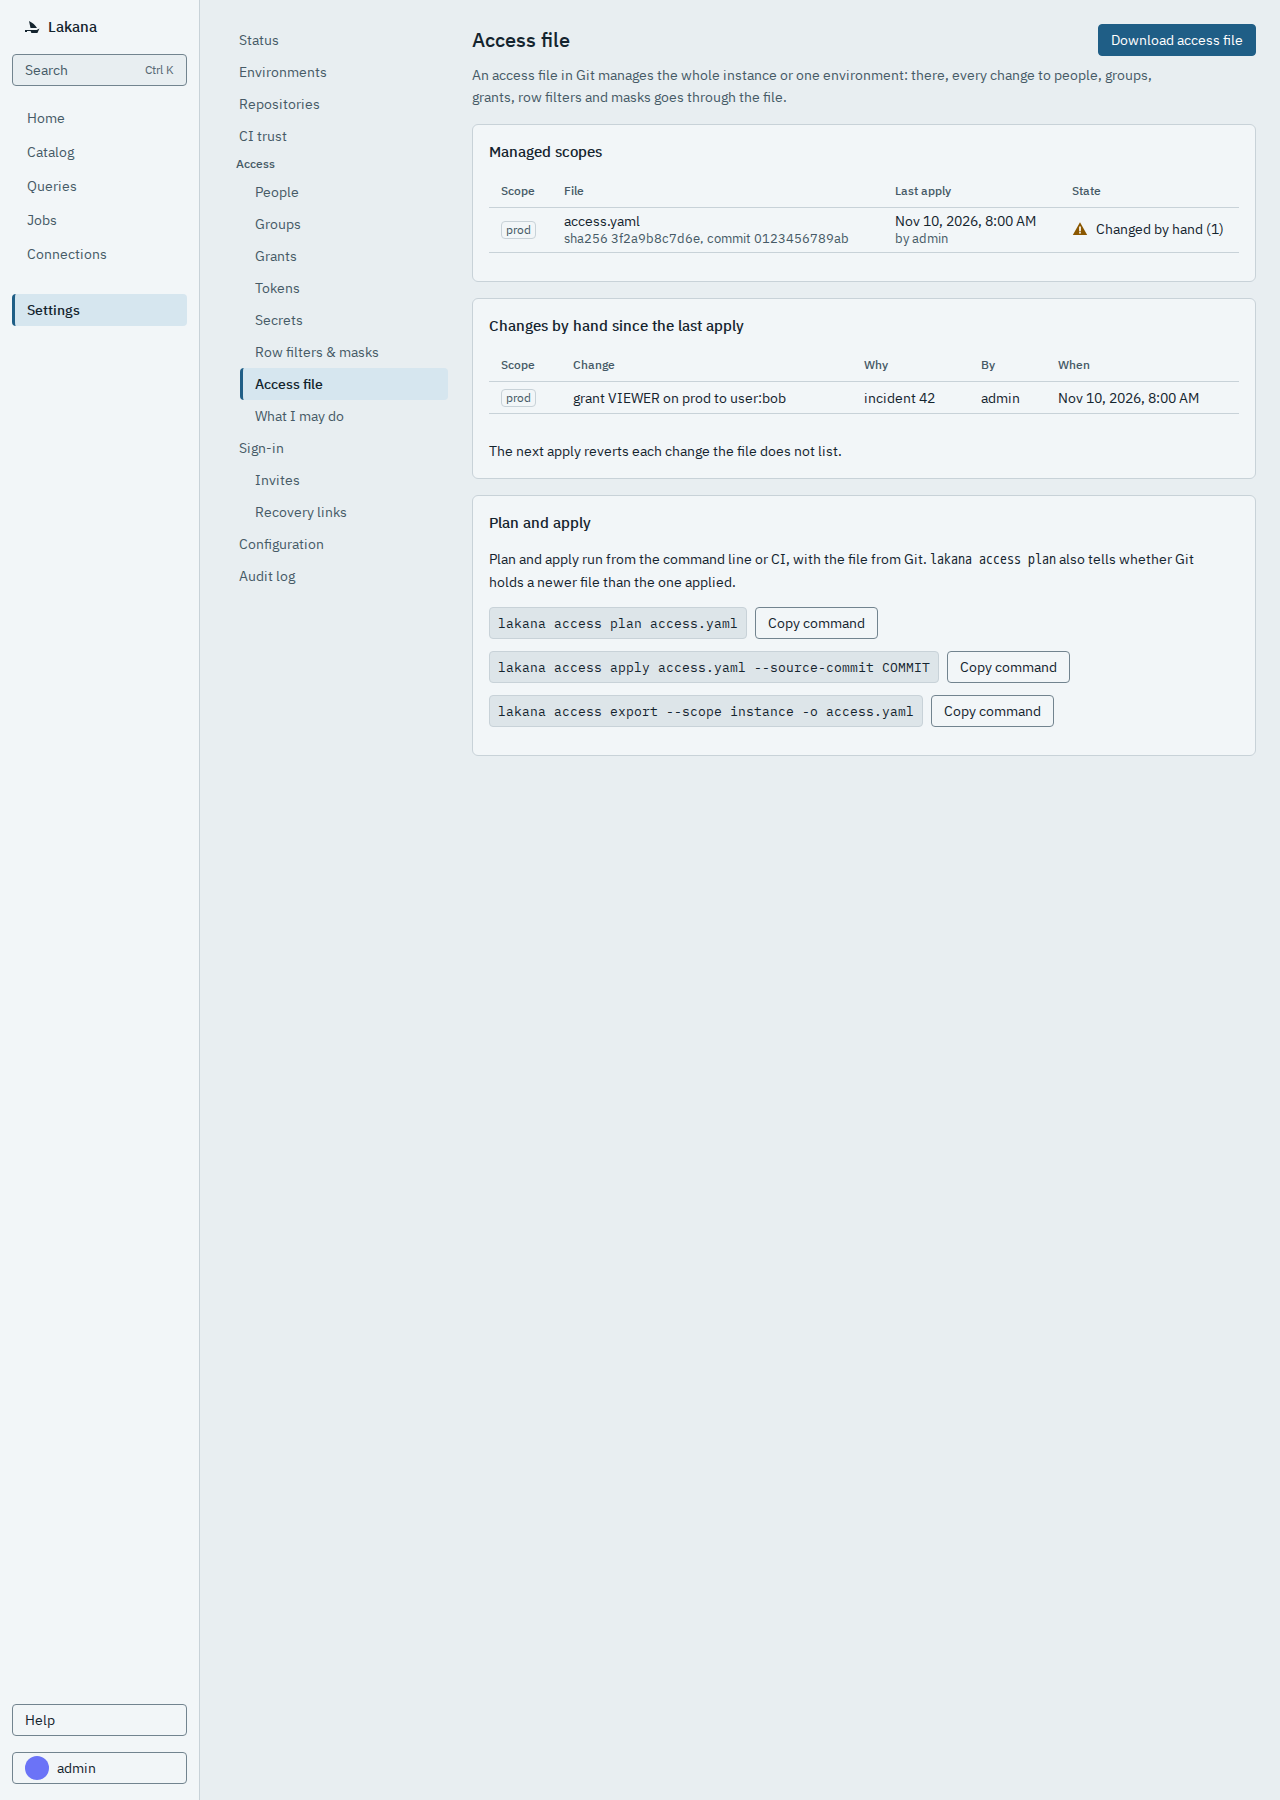 Lakana
Search Ctrl K
Home
Catalog
Queries
Jobs
Connections
Settings
Help
admin
Status
Environments
Repositories
CI trust
Access
People
Groups
Grants
Tokens
Secrets
Row filters & masks
Access file
What I may do
Sign-in
Invites
Recovery links
Configuration
Audit log
Access file
Download access file
An access file in Git manages the whole instance or one environment: there, every change to people, groups,
grants, row filters and masks goes through the file.
Managed scopes
Scope File Last apply State
prod access.yaml Nov 10, 2026, 8:00 AM Changed by hand (1)
sha256 3f2a9b8c7d6e, commit 0123456789ab by admin
Changes by hand since the last apply
Scope Change Why By When
prod grant VIEWER on prod to user:bob incident 42 admin Nov 10, 2026, 8:00 AM
The next apply reverts each change the file does not list.
Plan and apply
Plan and apply run from the command line or CI, with the file from Git. lakana access plan also tells whether Git
holds a newer file than the one applied.
lakana access plan access.yaml Copy command
lakana access apply access.yaml --source-commit COMMIT Copy command
lakana access export --scope instance -o access.yaml Copy command